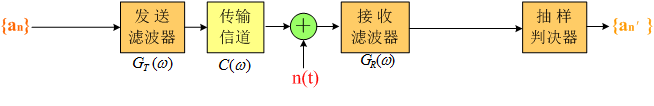 {an}
发 送
滤波器
G_T(ω)
传输
信道
C(ω)
+
n(t)
接 收
滤波器
G_R(ω)
抽 样
判决器
{an'}